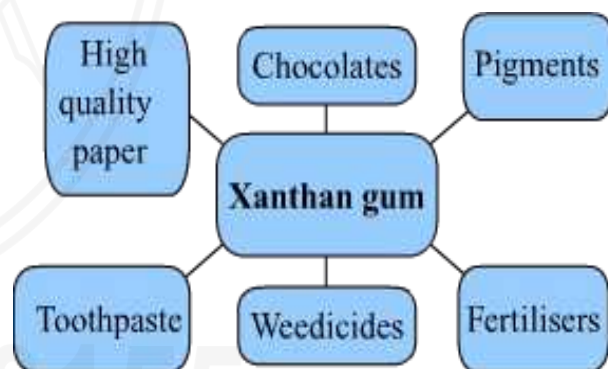 High
quality
paper
Chocolates
Pigments
Xanthan gum
Toothpaste
Weedicides
Fertilisers